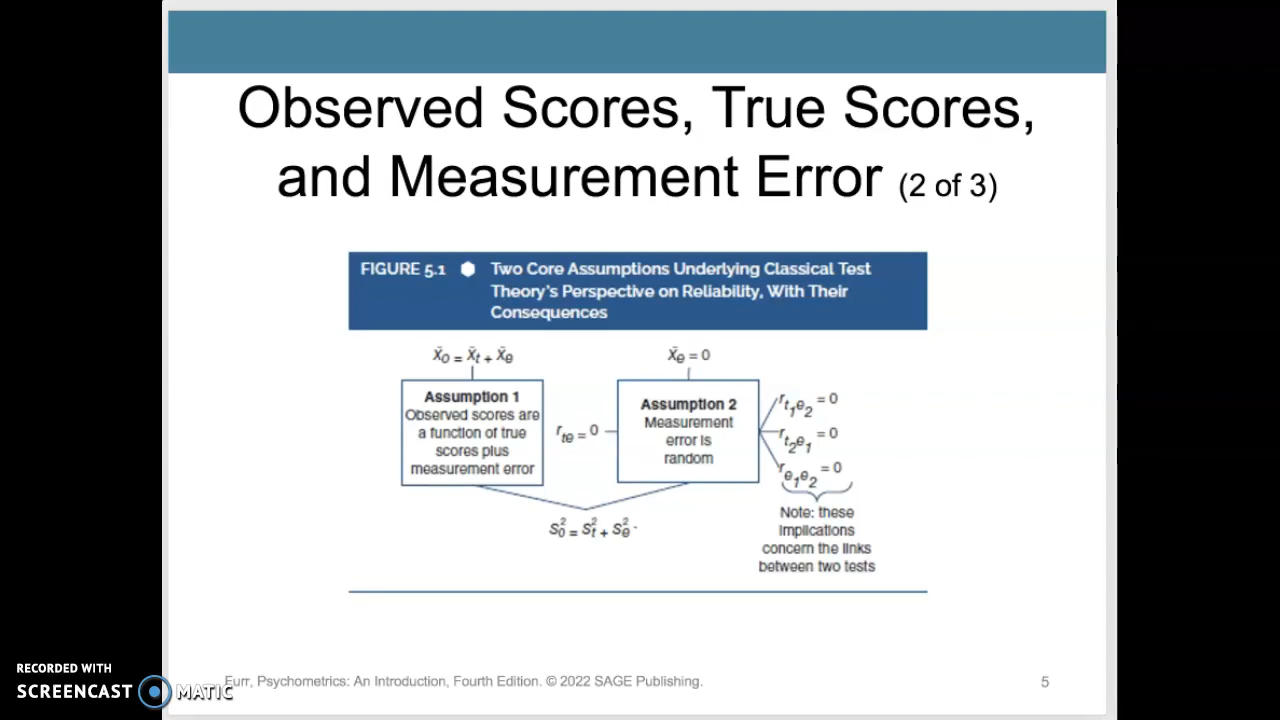 Observed Scores, True Scores,
and Measurement Error (2 of 3)
FIGURE 5.1 Two Core Assumptions Underlying Classical Test
Theory's Perspective on Reliability, With Their
Consequences
X̄o = X̄t + X̄e
X̄e = 0
Assumption 1
Observed scores are
a function of true
scores plus
measurement error
rte = 0
Assumption 2
Measurement
error is
random
rt1e2 = 0
rt2e1 = 0
re1e2 = 0
Note: these
implications
concern the links
between two tests
s²o = s²t + s²e
RECORDED WITH
SCREENCAST MATIC
Furr, Psychometrics: An Introduction, Fourth Edition. © 2022 SAGE Publishing.
5